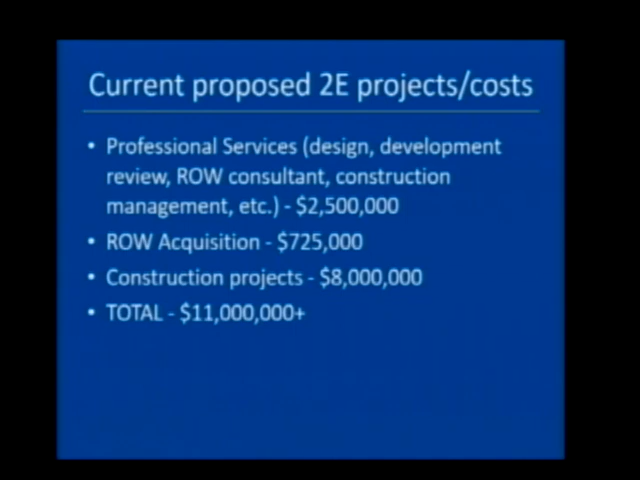 Current proposed 2E projects/costs
• Professional Services (design, development
review, ROW consultant, construction
management, etc.) - $2,500,000
• ROW Acquisition - $725,000
• Construction projects - $8,000,000
• TOTAL - $11,000,000+